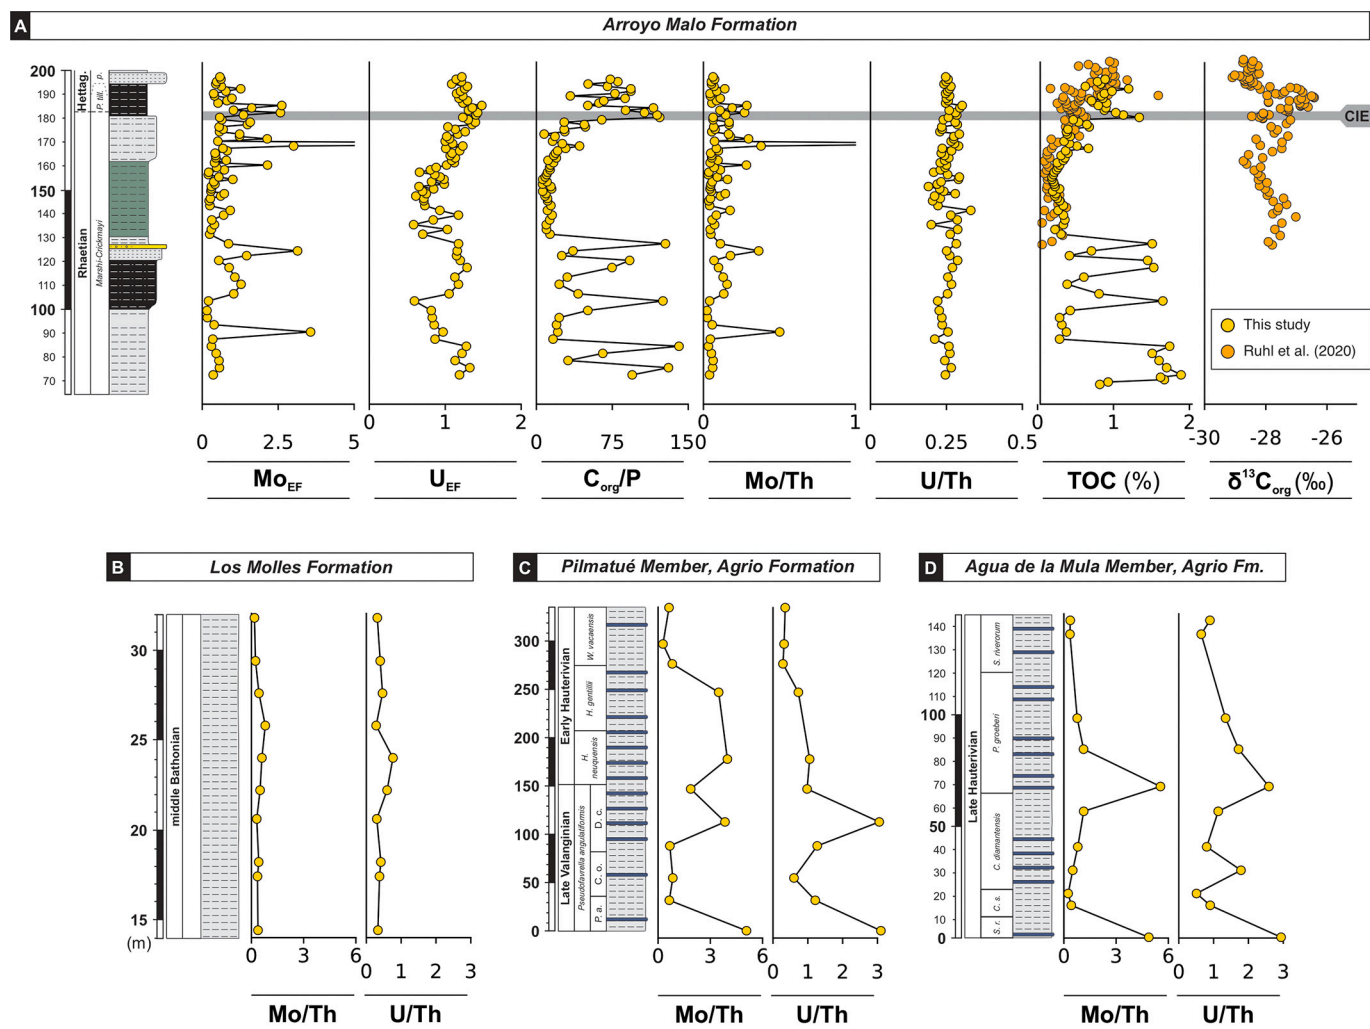 A Arroyo Malo Formation
200
190
180
170
160
150
140
130
120
110
100
90
80
70
Hettag.
Rhaetian
P. till.
p.
Marshi-Crickmayi
CIE
This study
Ruhl et al. (2020)
0 2.5 5
0 1 2
0 75 150
0 1
0 0.25 0.5
0 1 2
-30 -28 -26
MoEF
UEF
Corg/P
Mo/Th
U/Th
TOC (%)
δ13Corg (‰)
B Los Molles Formation
30
25
20
15
(m)
middle Bathonian
0 3 6
0 1 2 3
Mo/Th
U/Th
C Pilmatué Member, Agrio Formation
300
250
200
150
100
50
0
Early Hauterivian
Late Valanginian
W. vacaensis
H. gentilii
H. neuquensis
Pseudofavrella angulatiformis
D. c.
C. o.
P. a.
0 3 6
0 1 2 3
Mo/Th
U/Th
D Agua de la Mula Member, Agrio Fm.
140
130
120
110
100
90
80
70
60
50
40
30
20
10
0
Late Hauterivian
S. riverorum
P. groeberi
C. diamantensis
C. s.
S. r.
0 3 6
0 1 2 3
Mo/Th
U/Th